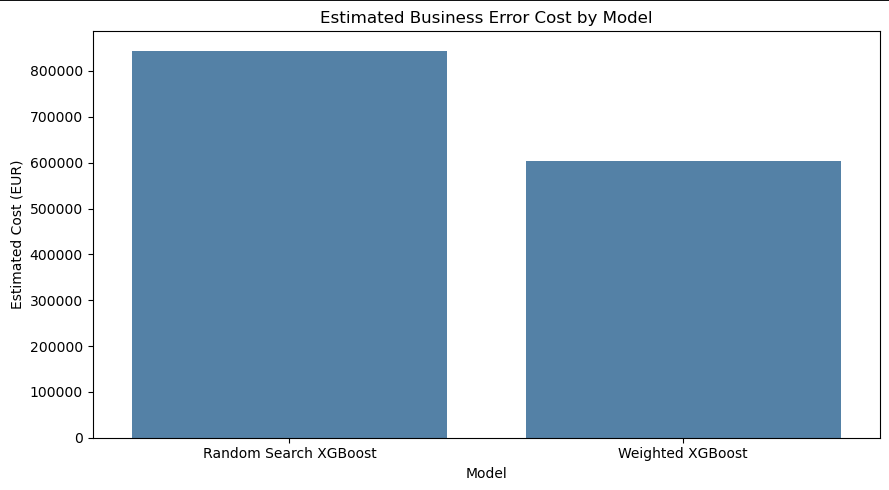 Estimated Business Error Cost by Model
Estimated Cost (EUR)
800000
700000
600000
500000
400000
300000
200000
100000
0
Random Search XGBoost
Weighted XGBoost
Model